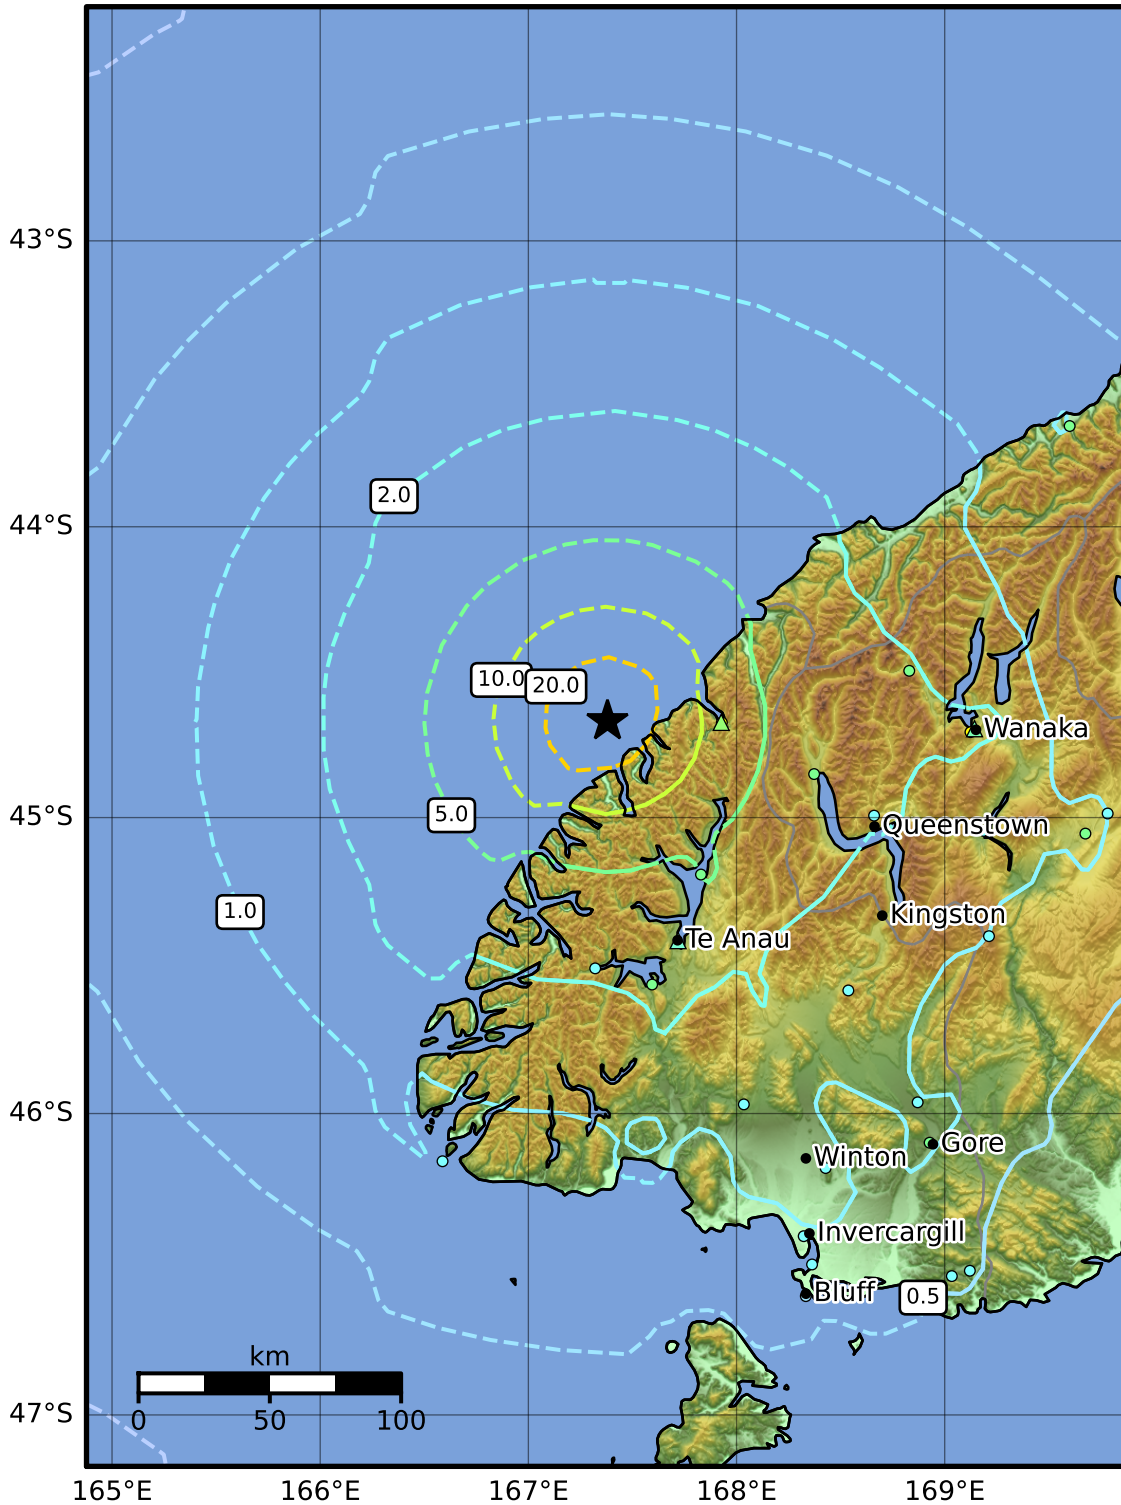 43°S
2.0
44°S
10.0
20.0
Wanaka
45°S
5.0
Queenstown
1.0
Kingston
Te Anau
46°S
Gore
Winton
Invercargill
Bluff
0.5
km
0 50 100
47°S
165°E 166°E 167°E 168°E 169°E